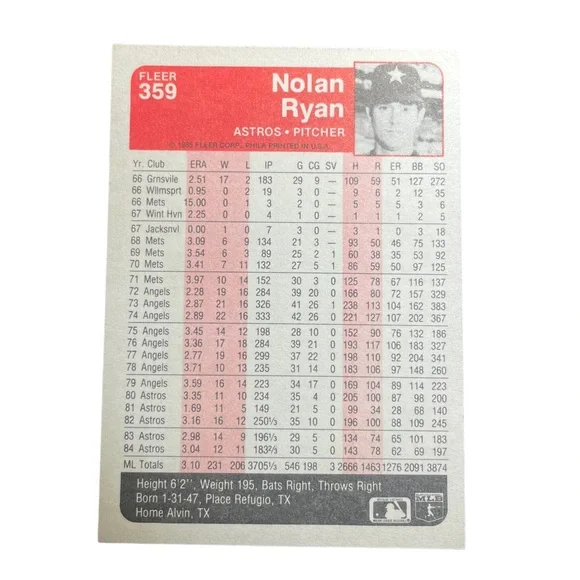 FLEER
359
Nolan
Ryan
ASTROS • PITCHER
© 1985 FLEER CORP., PHILA PRINTED IN U.S.A.
Yr. Club ERA W L IP G CG SV H R ER BB SO
66 Grnsvile 2.51 17 2 183 29 9 — 109 59 51 127 272
66 Wllmsprt 0.95 0 2 19 3 0 — 9 6 2 12 35
66 Mets 15.00 0 1 3 2 0 — 5 5 5 3 6
67 Wint Hvn 2.25 0 0 4 1 0 — 1 1 1 2 5
67 Jacksnvl 0.00 1 0 7 3 0 — 3 1 0 3 18
68 Mets 3.09 6 9 134 21 3 — 93 50 46 75 133
69 Mets 3.54 6 3 89 25 2 1 60 38 35 53 92
70 Mets 3.41 7 11 132 27 5 1 86 59 50 97 125
71 Mets 3.97 10 14 152 30 3 0 125 78 67 116 137
72 Angels 2.28 19 16 284 39 20 0 166 80 72 157 329
73 Angels 2.87 21 16 326 41 26 1 238 113 104 162 383
74 Angels 2.89 22 16 333 42 26 0 221 127 107 202 367
75 Angels 3.45 14 12 198 28 10 0 152 90 76 132 186
76 Angels 3.36 17 18 284 39 21 0 193 117 106 183 327
77 Angels 2.77 19 16 299 37 22 0 198 110 92 204 341
78 Angels 3.71 10 13 235 31 14 0 183 106 97 148 260
79 Angels 3.59 16 14 223 34 17 0 169 104 89 114 223
80 Astros 3.35 11 10 234 35 4 0 205 100 87 98 200
81 Astros 1.69 11 5 149 21 5 0 99 34 28 68 140
82 Astros 3.16 16 12 250⅓ 35 10 0 196 100 88 109 245
83 Astros 2.98 14 9 196⅓ 29 5 0 134 74 65 101 183
84 Astros 3.04 12 11 183⅔ 30 5 0 143 78 62 69 197
ML Totals 3.10 231 206 3705⅓ 546 198 3 2666 1463 1276 2091 3874
Height 6'2'', Weight 195, Bats Right, Throws Right
Born 1-31-47, Place Refugio, TX
Home Alvin, TX
MLB